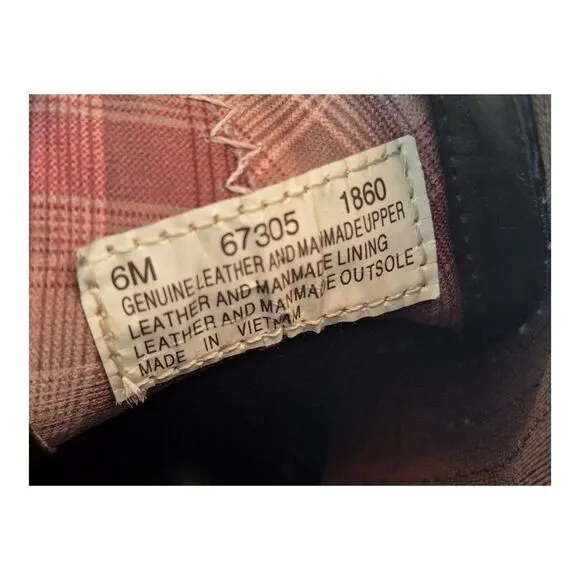 6M 67305 1860
GENUINE LEATHER AND MANMADE UPPER
LEATHER AND MANMADE LINING
LEATHER AND MANMADE OUTSOLE
MADE IN VIETNAM